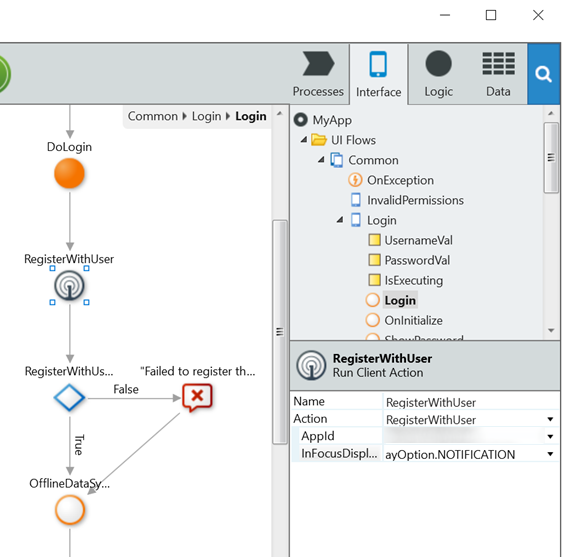 Processes
Interface
Logic
Data
Common Login Login
DoLogin
RegisterWithUser
RegisterWithUs...
False
"Failed to register th...
True
OfflineDataSy...
MyApp
UI Flows
Common
OnException
InvalidPermissions
Login
UsernameVal
PasswordVal
IsExecuting
Login
OnInitialize
ShowPassword
RegisterWithUser
Run Client Action
Name RegisterWithUser
Action RegisterWithUser
AppId
InFocusDispl... ayOption.NOTIFICATION